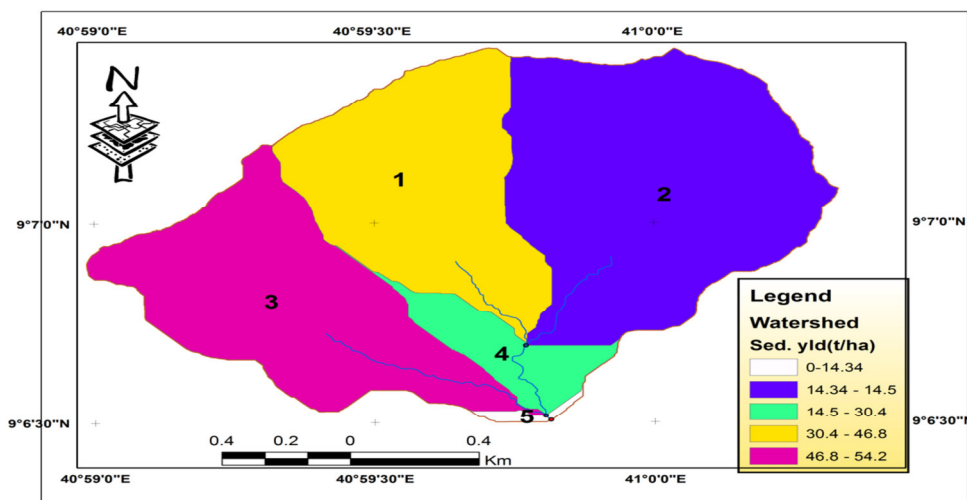 40°59'0"E 40°59'30"E 41°0'0"E
N
1
2
9°7'0"N 9°7'0"N
3
4
5
9°6'30"N 9°6'30"N
Legend
Watershed
Sed. yld(t/ha)
0-14.34
14.34 - 14.5
14.5 - 30.4
30.4 - 46.8
46.8 - 54.2
0.4 0.2 0 0.4
Km
40°59'0"E 40°59'30"E 41°0'0"E